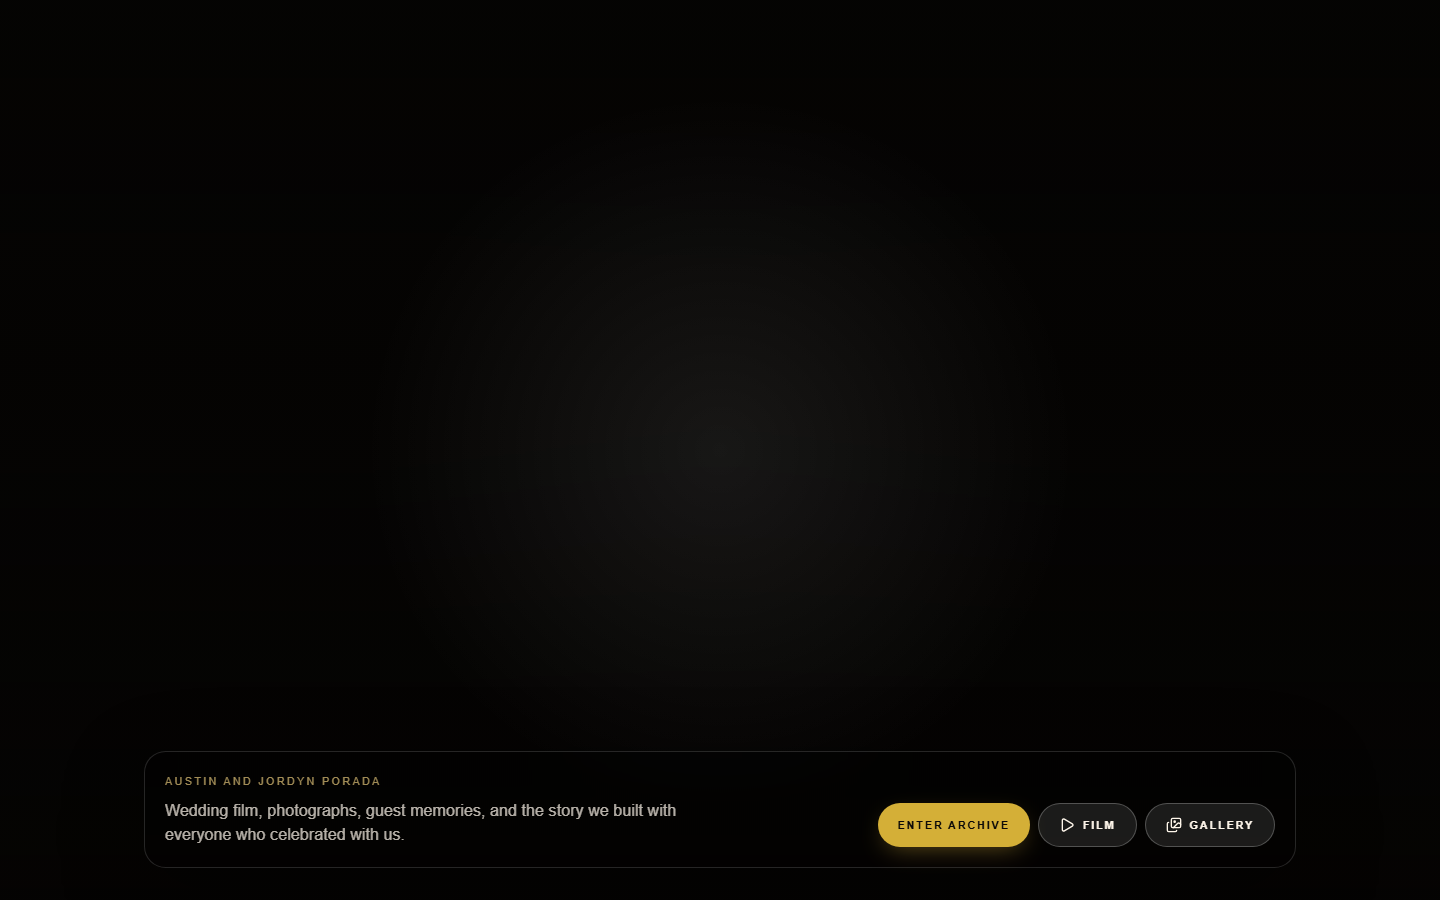 AUSTIN AND JORDYN PORADA
Wedding film, photographs, guest memories, and the story we built with
everyone who celebrated with us.
ENTER ARCHIVE
FILM
GALLERY